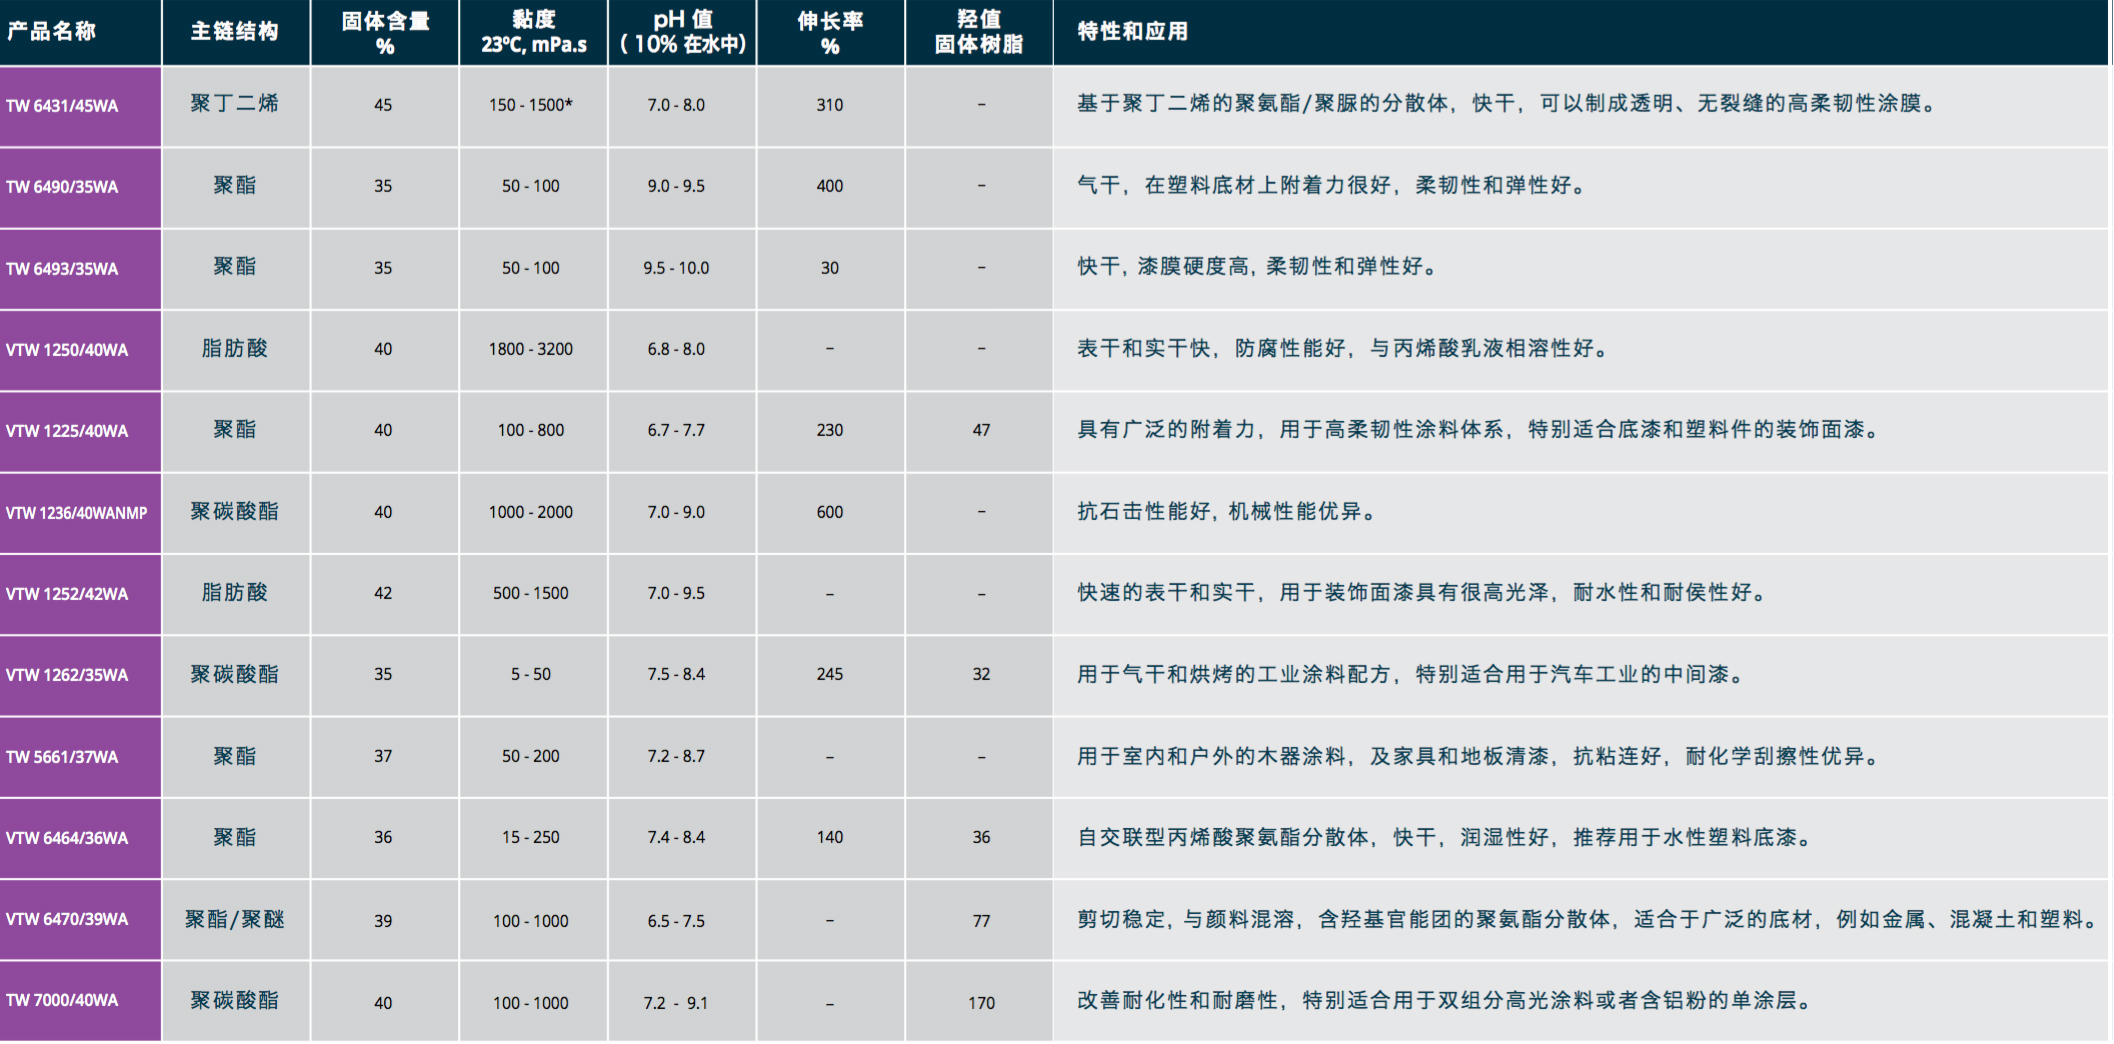 产品名称 主链结构 固体含量 % 黏度 23ºC, mPa.s pH 值 ( 10% 在水中) 伸长率 % 羟值 固体树脂 特性和应用
TW 6431/45WA 聚丁二烯 45 150 - 1500* 7.0 - 8.0 310 – 基于聚丁二烯的聚氨酯/聚脲的分散体，快干，可以制成透明、无裂缝的高柔韧性涂膜。
TW 6490/35WA 聚酯 35 50 - 100 9.0 - 9.5 400 – 气干，在塑料底材上附着力很好，柔韧性和弹性好。
TW 6493/35WA 聚酯 35 50 - 100 9.5 - 10.0 30 – 快干, 漆膜硬度高, 柔韧性和弹性好。
VTW 1250/40WA 脂肪酸 40 1800 - 3200 6.8 - 8.0 – – 表干和实干快，防腐性能好，与丙烯酸乳液相溶性好。
VTW 1225/40WA 聚酯 40 100 - 800 6.7 - 7.7 230 47 具有广泛的附着力，用于高柔韧性涂料体系，特别适合底漆和塑料件的装饰面漆。
VTW 1236/40WANMP 聚碳酸酯 40 1000 - 2000 7.0 - 9.0 600 – 抗石击性能好, 机械性能优异。
VTW 1252/42WA 脂肪酸 42 500 - 1500 7.0 - 9.5 – – 快速的表干和实干，用于装饰面漆具有很高光泽，耐水性和耐侯性好。
VTW 1262/35WA 聚碳酸酯 35 5 - 50 7.5 - 8.4 245 32 用于气干和烘烤的工业涂料配方，特别适合用于汽车工业的中间漆。
TW 5661/37WA 聚酯 37 50 - 200 7.2 - 8.7 – – 用于室内和户外的木器涂料，及家具和地板清漆，抗粘连好，耐化学刮擦性优异。
VTW 6464/36WA 聚酯 36 15 - 250 7.4 - 8.4 140 36 自交联型丙烯酸聚氨酯分散体，快干，润湿性好，推荐用于水性塑料底漆。
VTW 6470/39WA 聚酯/聚醚 39 100 - 1000 6.5 - 7.5 – 77 剪切稳定, 与颜料混溶，含羟基官能团的聚氨酯分散体，适合于广泛的底材，例如金属、混凝土和塑料。
TW 7000/40WA 聚碳酸酯 40 100 - 1000 7.2 - 9.1 – 170 改善耐化性和耐磨性，特别适合用于双组分高光涂料或者含铝粉的单涂层。